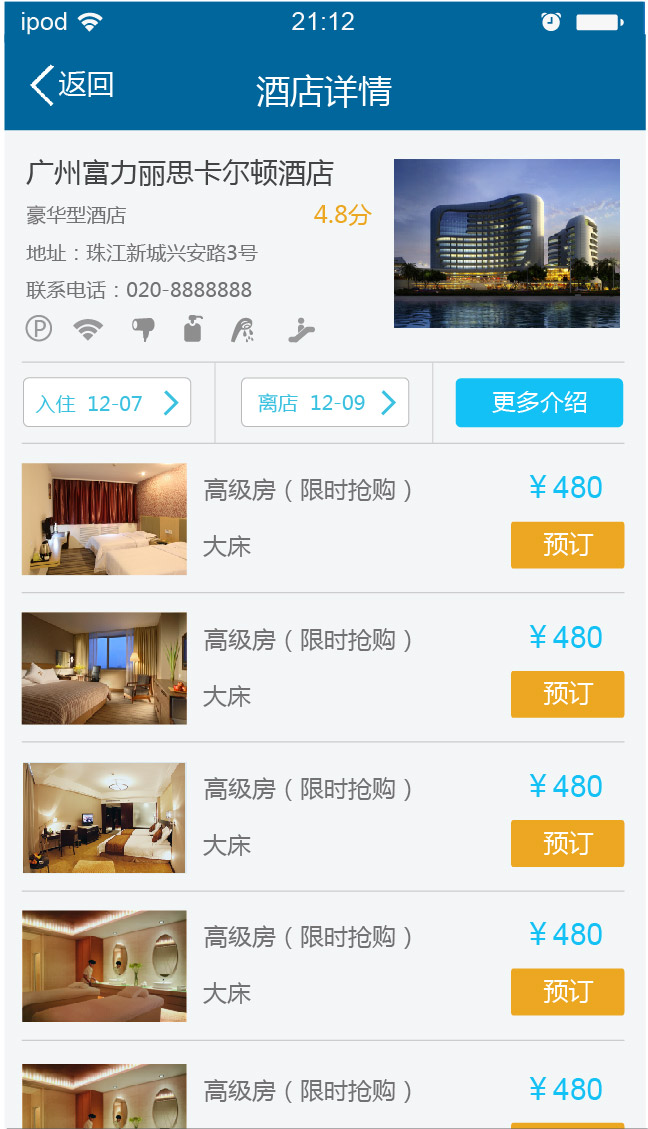 ipod 21:12
返回 酒店详情
广州富力丽思卡尔顿酒店
豪华型酒店 4.8分
地址：珠江新城兴安路3号
联系电话：020-8888888
P
入住 12-07 离店 12-09 更多介绍
高级房（限时抢购） ￥480
大床 预订
高级房（限时抢购） ￥480
大床 预订
高级房（限时抢购） ￥480
大床 预订
高级房（限时抢购） ￥480
大床 预订
高级房（限时抢购） ￥480